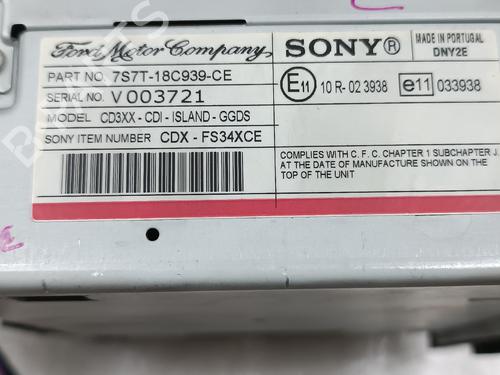 Ford Motor Company
SONY®
MADE IN PORTUGAL
DNY2E
PART NO. 7S7T-18C939-CE
SERIAL NO. V003721
MODEL CD3XX - CDI - ISLAND - GGDS
SONY ITEM NUMBER CDX - FS34XCE
E11 10 R- 02 3938
e11 033938
COMPLIES WITH C. F. C. CHAPTER 1 SUBCHAPTER J.
AT THE DATE OF MANUFACTURE SHOWN ON THE
TOP OF THE UNIT